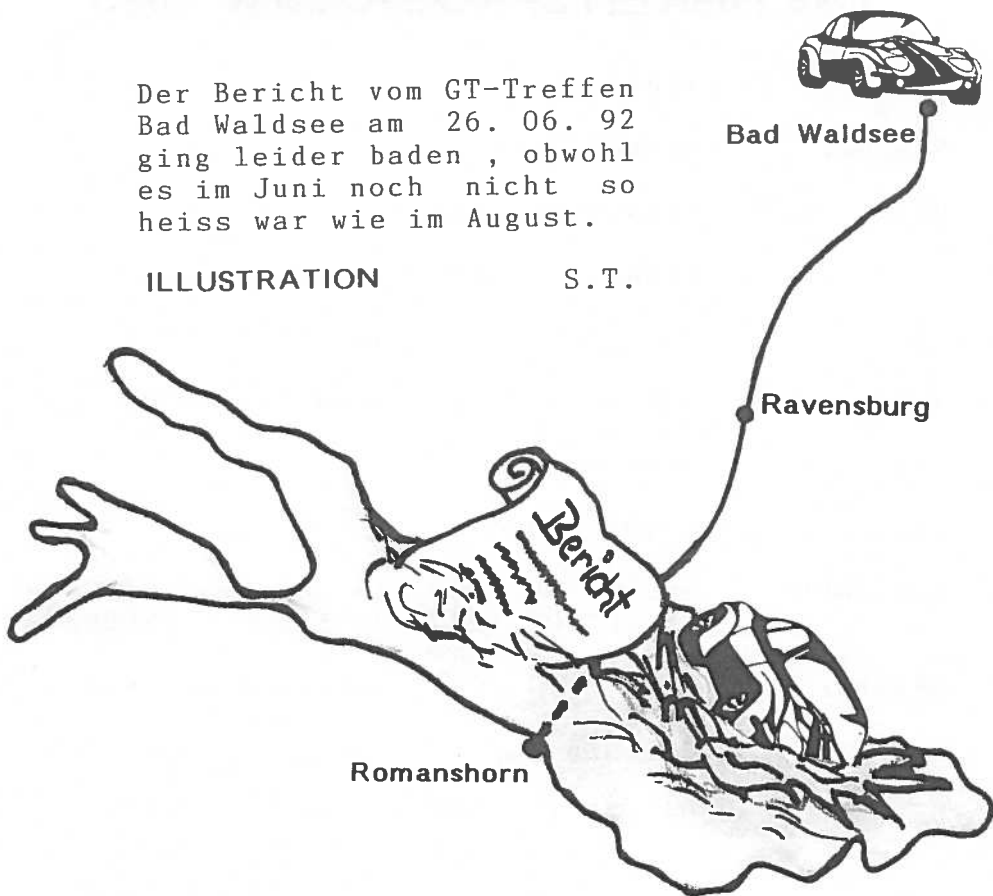 Der Bericht vom GT-Treffen
Bad Waldsee am 26. 06. 92
ging leider baden , obwohl
es im Juni noch nicht so
heiss war wie im August.
ILLUSTRATION S.T.
Bad Waldsee
Ravensburg
Bericht
Romanshorn